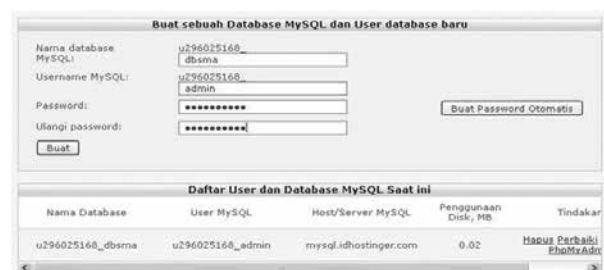 Buat sebuah Database MySQL dan User database baru
Nama database MySQL:
u296025168_
dbsma
Username MySQL:
u296025168_
admin
Password:
••••••••••
Buat Password Otomatis
Ulangi password:
••••••••••
Buat
Daftar User dan Database MySQL Saat ini
Nama Database User MySQL Host/Server MySQL Penggunaan Disk, MB Tindakan
u296025168_dbsma u296025168_admin mysql.idhostinger.com 0.02 Hapus Perbaiki
PhpMyAdm